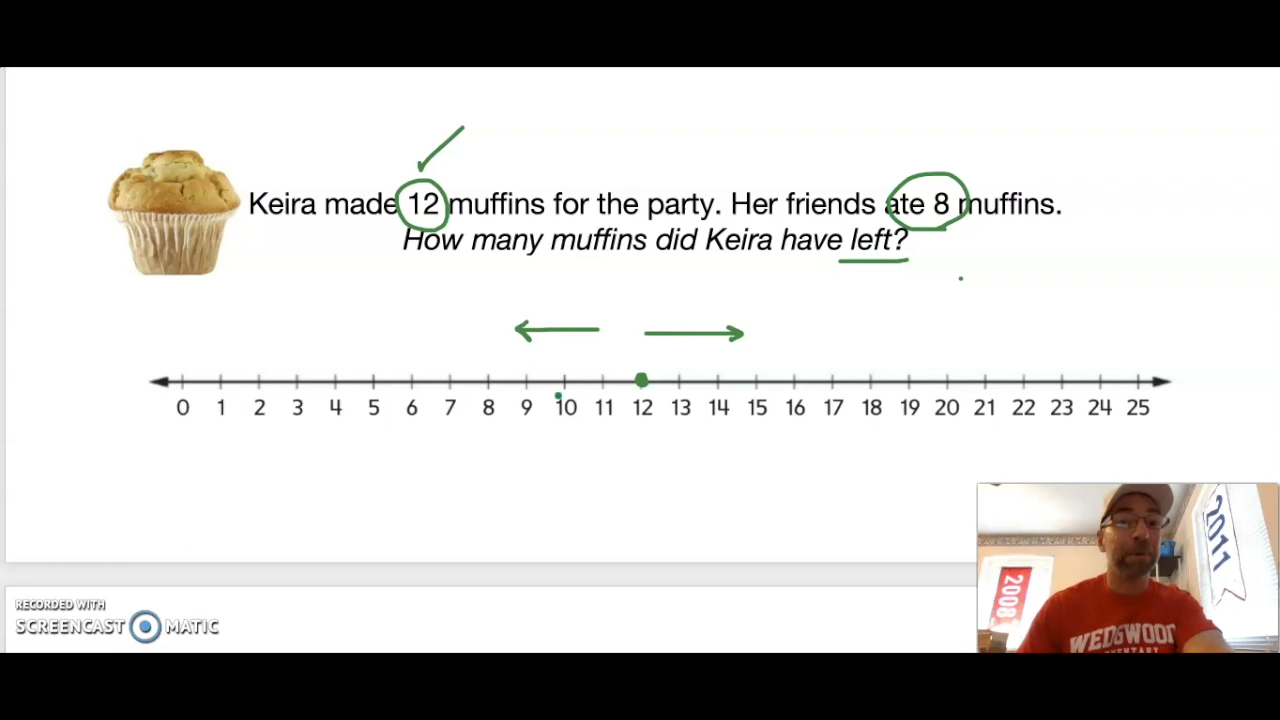 Keira made 12 muffins for the party. Her friends ate 8 muffins.
How many muffins did Keira have left?
0 1 2 3 4 5 6 7 8 9 10 11 12 13 14 15 16 17 18 19 20 21 22 23 24 25
2011
2008
WEDGWOOD
RECORDED WITH
SCREENCAST MATIC